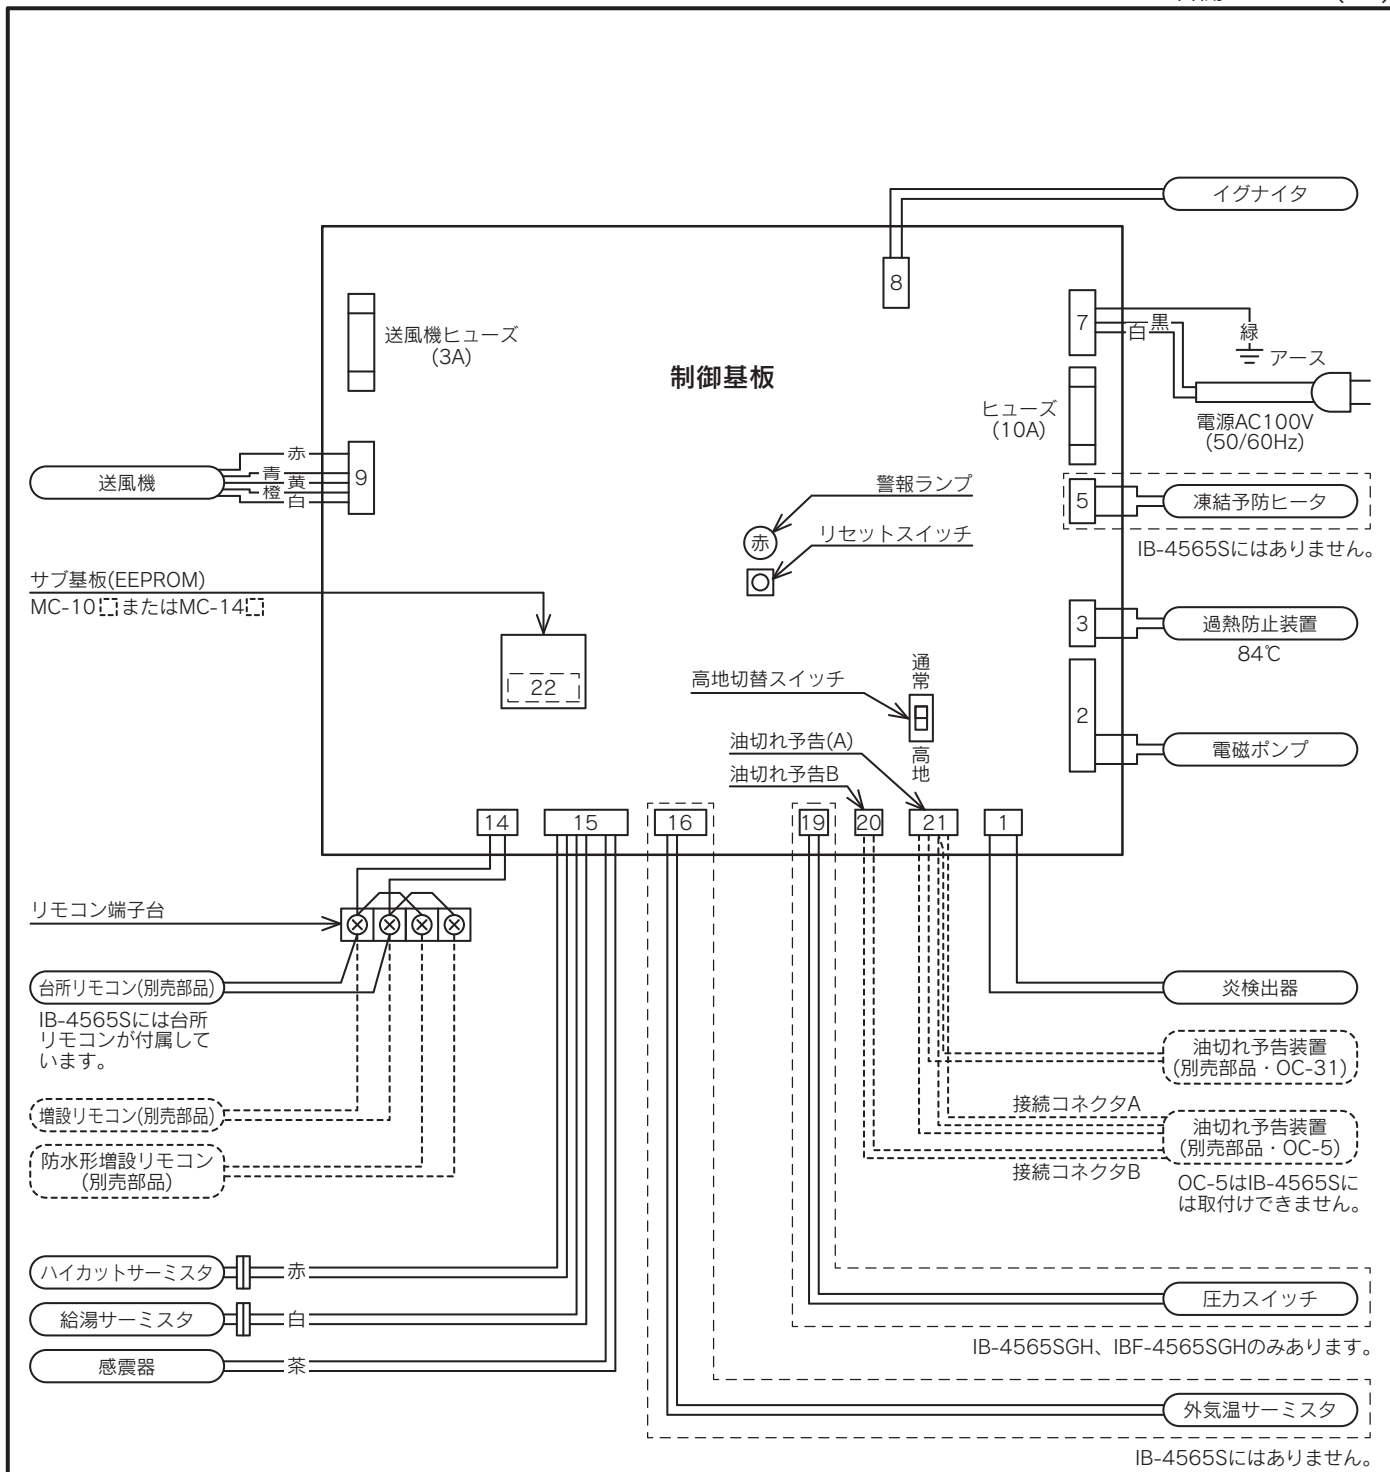 イグナイタ
8
送風機ヒューズ
(3A)
制御基板
7
黒
白
緑
アース
ヒューズ
(10A)
電源AC100V
(50/60Hz)
送風機
赤
青
黄
橙
白
9
警報ランプ
赤
リセットスイッチ
5
凍結予防ヒータ
IB-4565Sにはありません。
サブ基板(EEPROM)
MC-10またはMC-14
22
3
過熱防止装置
84℃
高地切替スイッチ
通常
高地
2
電磁ポンプ
油切れ予告(A)
油切れ予告B
14
15
16
19
20
21
1
リモコン端子台
台所リモコン(別売部品)
IB-4565Sには台所
リモコンが付属して
います。
炎検出器
油切れ予告装置
(別売部品・OC-31)
増設リモコン(別売部品)
接続コネクタA
油切れ予告装置
(別売部品・OC-5)
防水形増設リモコン
(別売部品)
接続コネクタB
OC-5はIB-4565Sに
は取付けできません。
ハイカットサーミスタ
赤
給湯サーミスタ
白
感震器
茶
圧力スイッチ
IB-4565SGH、IBF-4565SGHのみあります。
外気温サーミスタ
IB-4565Sにはありません。